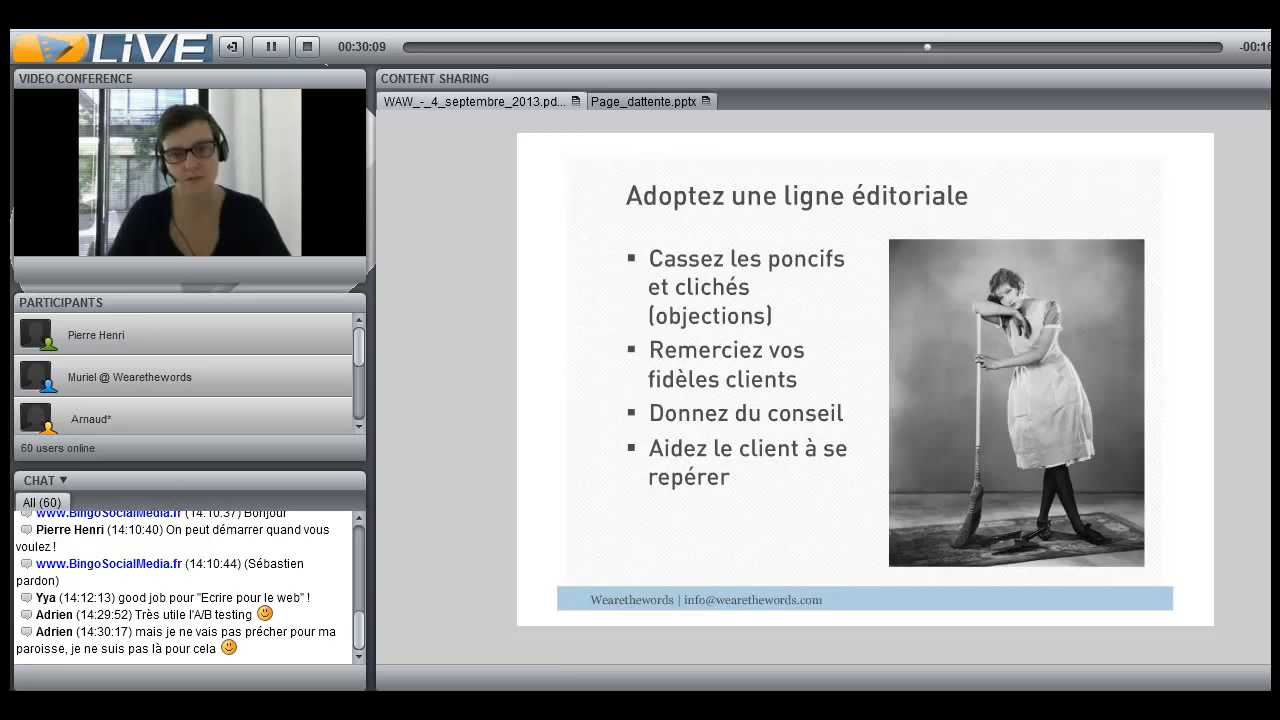 LiVE
00:30:09
-00:16
VIDEO CONFERENCE
PARTICIPANTS
Pierre Henri
Muriel @ Wearethewords
Arnaud*
60 users online
CHAT
All (60)
www.BingoSocialMedia.fr (14:10:37) Bonjour
Pierre Henri (14:10:40) On peut démarrer quand vous
voulez !
www.BingoSocialMedia.fr (14:10:44) (Sébastien
pardon)
Yya (14:12:13) good job pour "Ecrire pour le web" !
Adrien (14:29:52) Très utile l'A/B testing
Adrien (14:30:17) mais je ne vais pas précher pour ma
paroisse, je ne suis pas là pour cela
CONTENT SHARING
WAW_-_4_septembre_2013.pd...
Page_dattente.pptx
Adoptez une ligne éditoriale
▪ Cassez les poncifs
et clichés
(objections)
▪ Remerciez vos
fidèles clients
▪ Donnez du conseil
▪ Aidez le client à se
repérer
Wearethewords | info@wearethewords.com